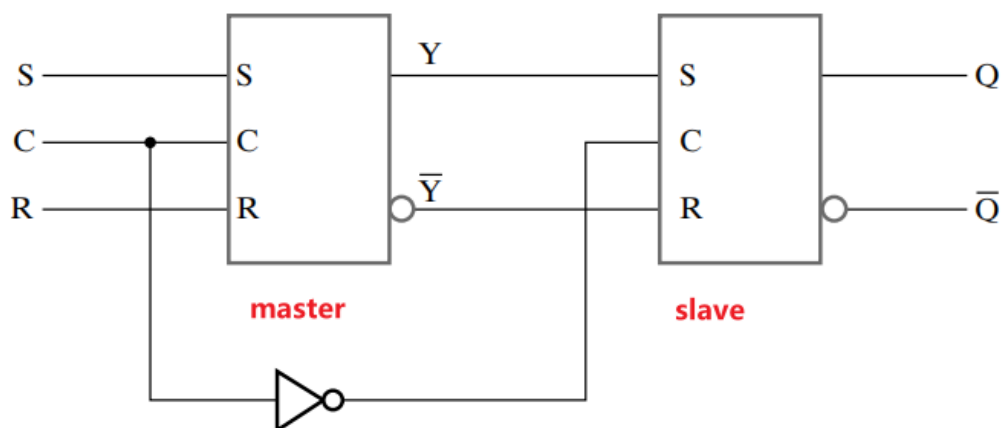 Y
S S S Q
C C C
Y̅
R R R Q̅
master slave